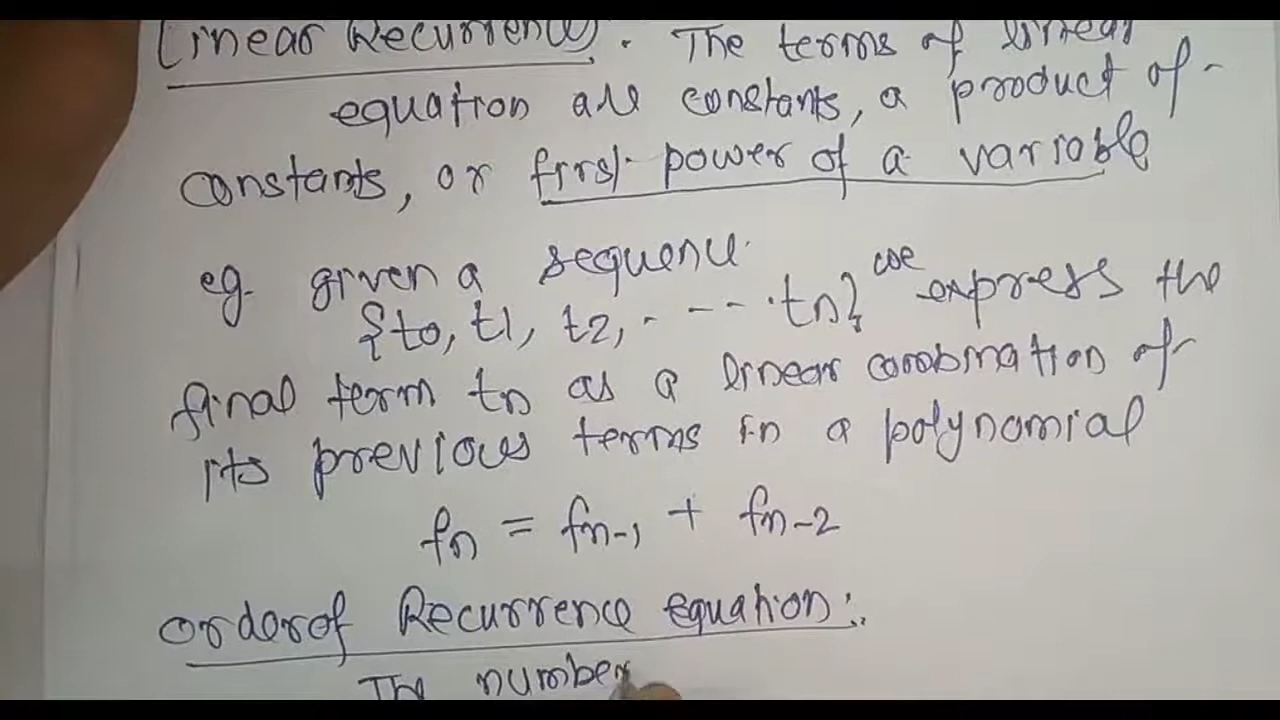 Linear Recurrence. The terms of linear
equation are constants, a product of
constants, or first power of a variable
eg. given a sequence
{t0, t1, t2, - - - - . tn} we express the
final term tn as a linear combination of
its previous terms in a polynomial
fn = fn-1 + fn-2
order of Recurrence equation:
The number